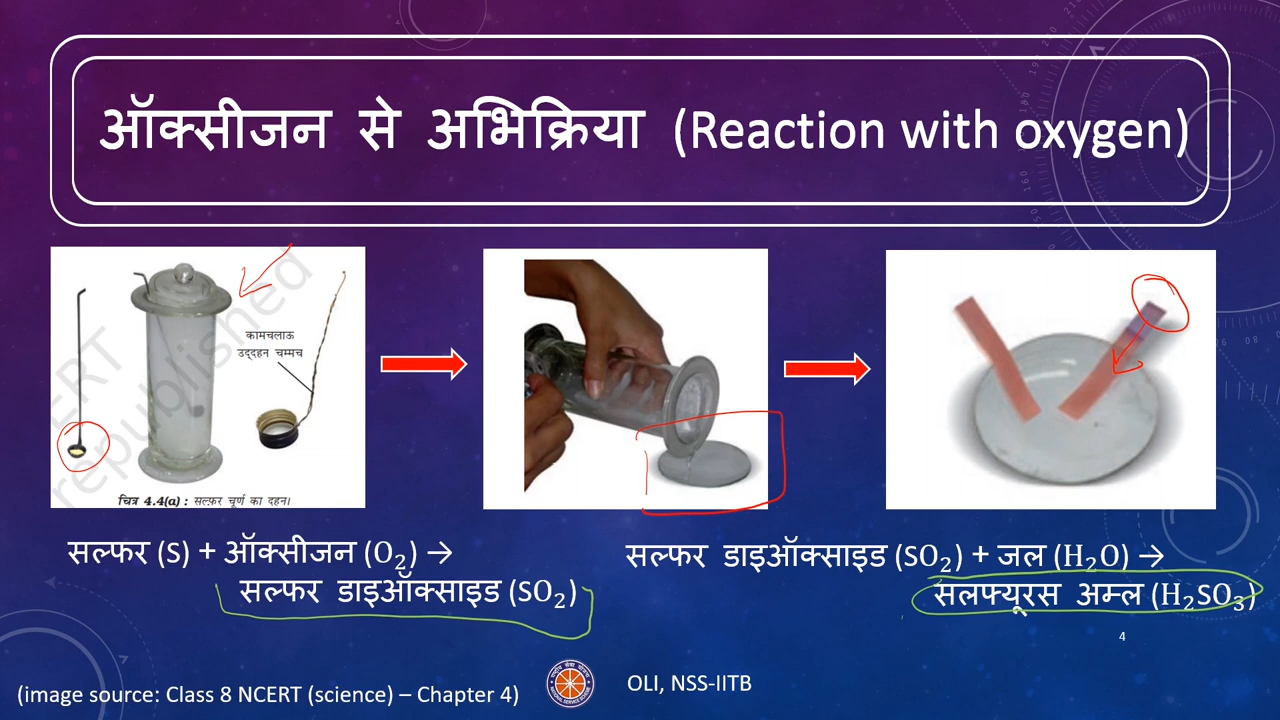 ऑक्सीजन से अभिक्रिया (Reaction with oxygen)
कामचलाऊ
उद्दहन चम्मच
चित्र 4.4(a) : सल्फ़र चूर्ण का दहन।
republished
सल्फर (S) + ऑक्सीजन (O₂) →
सल्फर डाइऑक्साइड (SO₂)
सल्फर डाइऑक्साइड (SO₂) + जल (H₂O) →
सलफ्यूरस अम्ल (H₂SO₃)
4
(image source: Class 8 NCERT (science) – Chapter 4)
OLI, NSS-IITB